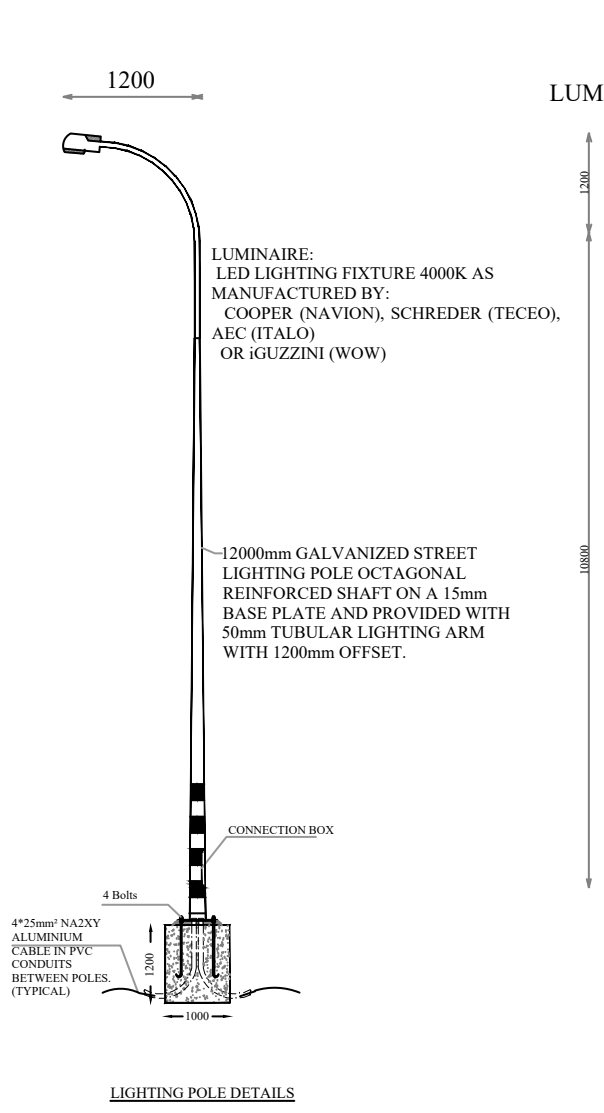 1200
LUM
1200
LUMINAIRE:
LED LIGHTING FIXTURE 4000K AS
MANUFACTURED BY:
COOPER (NAVION), SCHREDER (TECEO),
AEC (ITALO)
OR iGUZZINI (WOW)
12000mm GALVANIZED STREET
LIGHTING POLE OCTAGONAL
REINFORCED SHAFT ON A 15mm
BASE PLATE AND PROVIDED WITH
50mm TUBULAR LIGHTING ARM
WITH 1200mm OFFSET.
10800
CONNECTION BOX
4 Bolts
4*25mm² NA2XY
ALUMINIUM
CABLE IN PVC
CONDUITS
BETWEEN POLES.
(TYPICAL)
1200
1000
LIGHTING POLE DETAILS